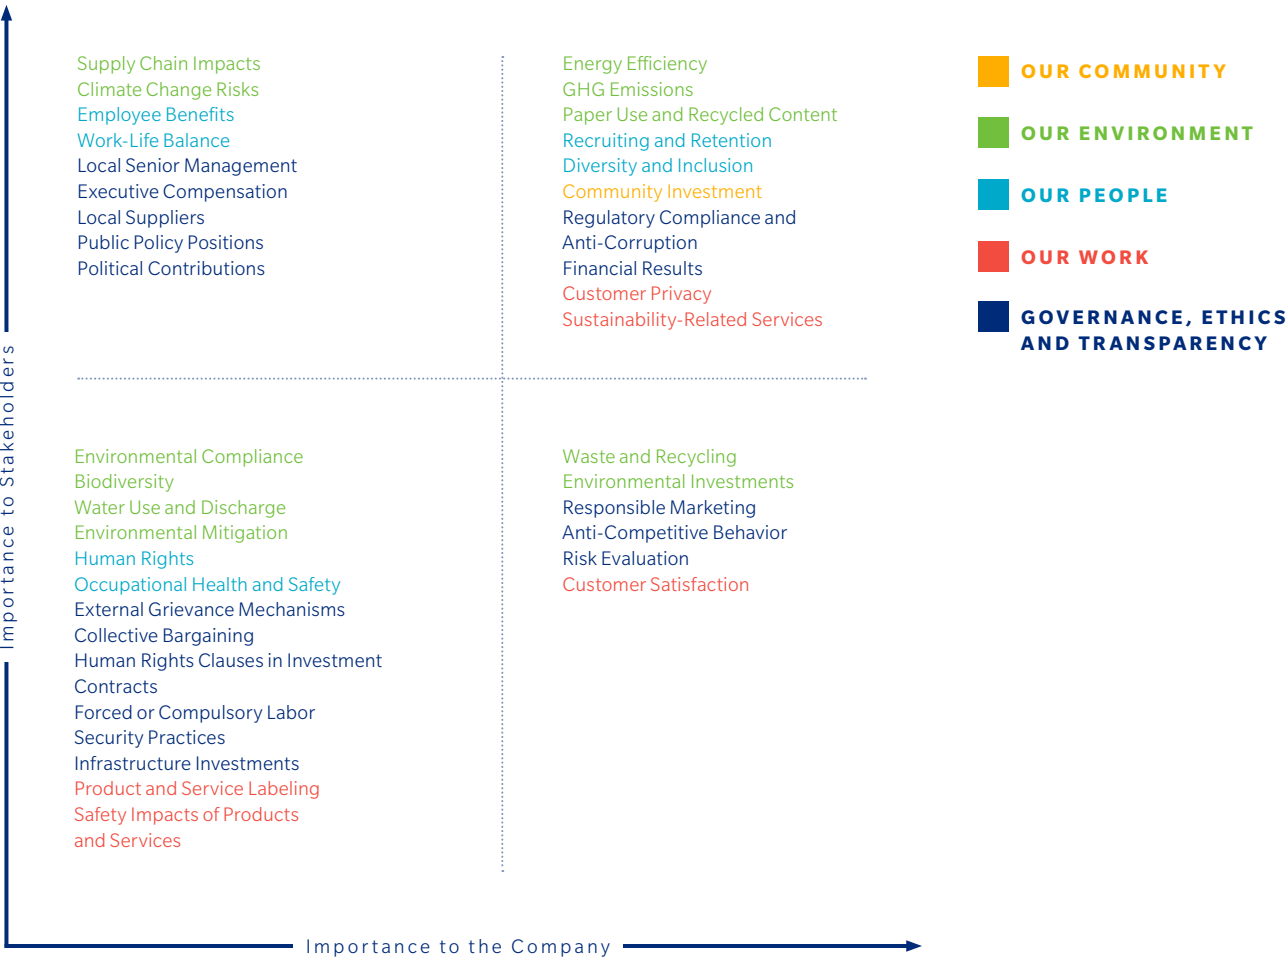 Supply Chain Impacts
Climate Change Risks
Employee Benefits
Work-Life Balance
Local Senior Management
Executive Compensation
Local Suppliers
Public Policy Positions
Political Contributions
Energy Efficiency
GHG Emissions
Paper Use and Recycled Content
Recruiting and Retention
Diversity and Inclusion
Community Investment
Regulatory Compliance and
Anti-Corruption
Financial Results
Customer Privacy
Sustainability-Related Services
OUR COMMUNITY
OUR ENVIRONMENT
OUR PEOPLE
OUR WORK
GOVERNANCE, ETHICS
AND TRANSPARENCY
Importance to Stakeholders
Environmental Compliance
Biodiversity
Water Use and Discharge
Environmental Mitigation
Human Rights
Occupational Health and Safety
External Grievance Mechanisms
Collective Bargaining
Human Rights Clauses in Investment
Contracts
Forced or Compulsory Labor
Security Practices
Infrastructure Investments
Product and Service Labeling
Safety Impacts of Products
and Services
Waste and Recycling
Environmental Investments
Responsible Marketing
Anti-Competitive Behavior
Risk Evaluation
Customer Satisfaction
Importance to the Company